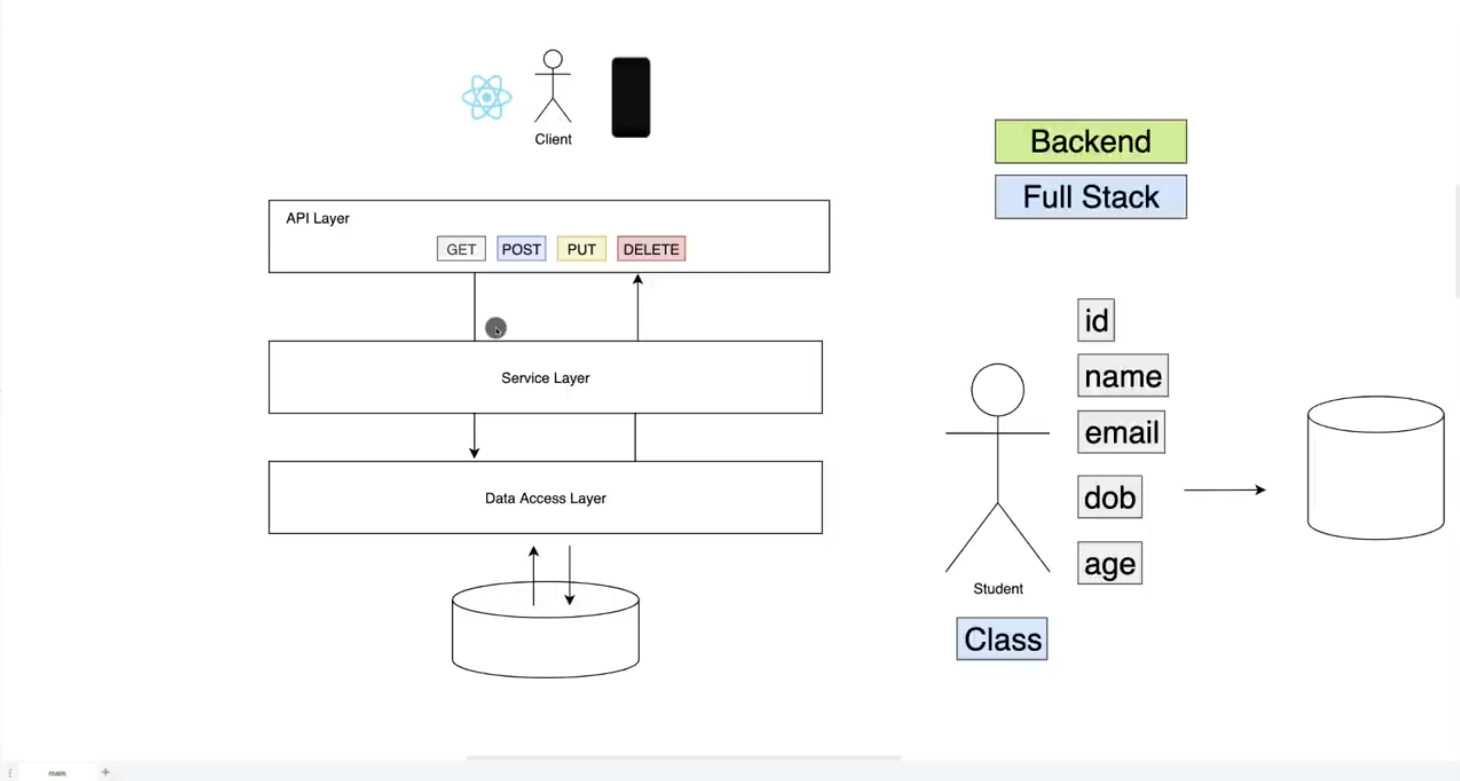 Client
API Layer
GET POST PUT DELETE
Service Layer
Data Access Layer
Backend
Full Stack
id
name
email
dob
age
Student
Class
main